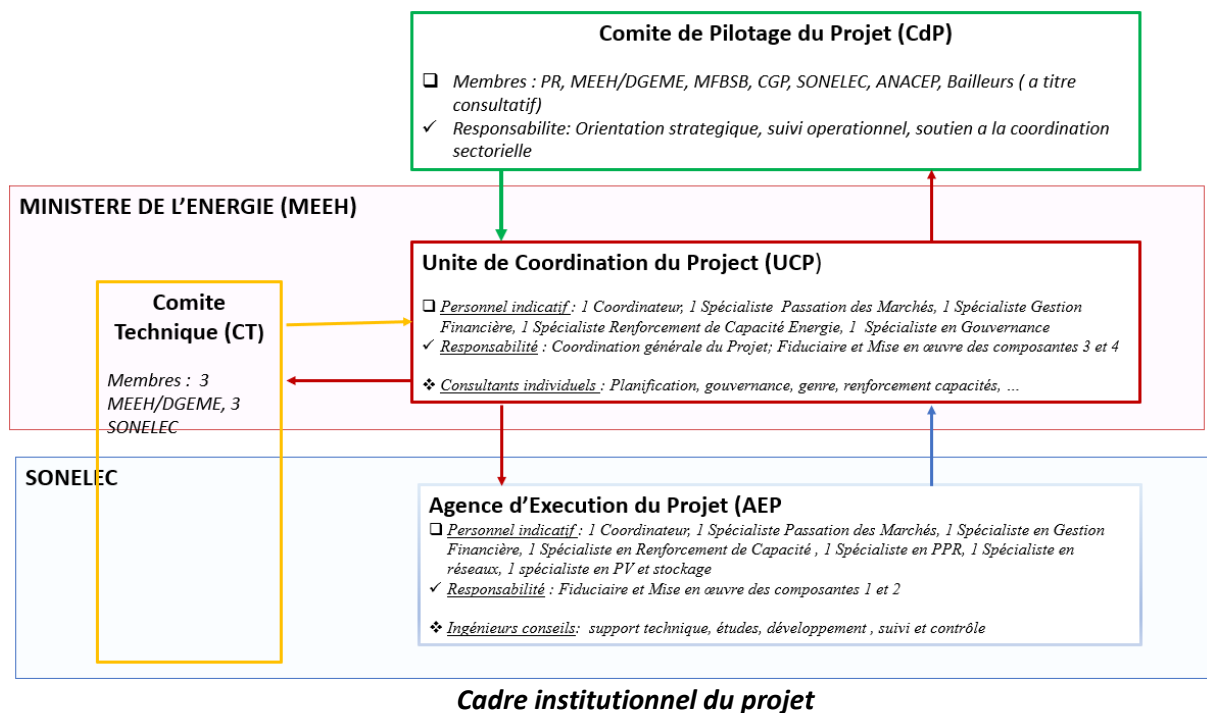 Comite de Pilotage du Projet (CdP)
❑ Membres : PR, MEEH/DGEME, MFBSB, CGP, SONELEC, ANACEP, Bailleurs ( a titre
consultatif)
✓ Responsabilite: Orientation strategique, suivi operationnel, soutien a la coordination
sectorielle
MINISTERE DE L’ENERGIE (MEEH)
Unite de Coordination du Project (UCP)
❑ Personnel indicatif : 1 Coordinateur, 1 Spécialiste Passation des Marchés, 1 Spécialiste Gestion
Financière, 1 Spécialiste Renforcement de Capacité Energie, 1 Spécialiste en Gouvernance
✓ Responsabilité : Coordination générale du Projet; Fiduciaire et Mise en œuvre des composantes 3 et 4
❖ Consultants individuels : Planification, gouvernance, genre, renforcement capacités, …
Comite
Technique (CT)
Membres : 3
MEEH/DGEME, 3
SONELEC
SONELEC
Agence d’Execution du Projet (AEP
❑ Personnel indicatif : 1 Coordinateur, 1 Spécialiste Passation des Marchés, 1 Spécialiste en Gestion
Financière, 1 Spécialiste en Renforcement de Capacité , 1 Spécialiste en PPR, 1 Spécialiste en
réseaux, 1 spécialiste en PV et stockage
✓ Responsabilité : Fiduciaire et Mise en œuvre des composantes 1 et 2
❖ Ingénieurs conseils: support technique, études, développement , suivi et contrôle
Cadre institutionnel du projet